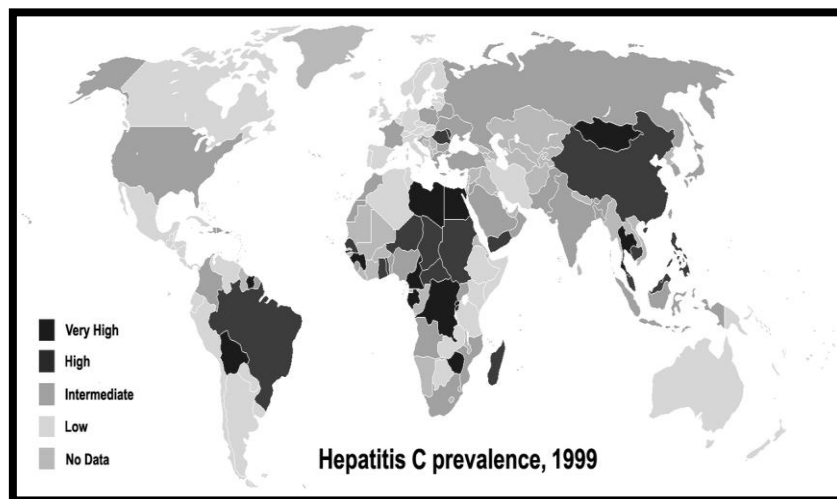 Very High
High
Intermediate
Low
No Data
Hepatitis C prevalence, 1999